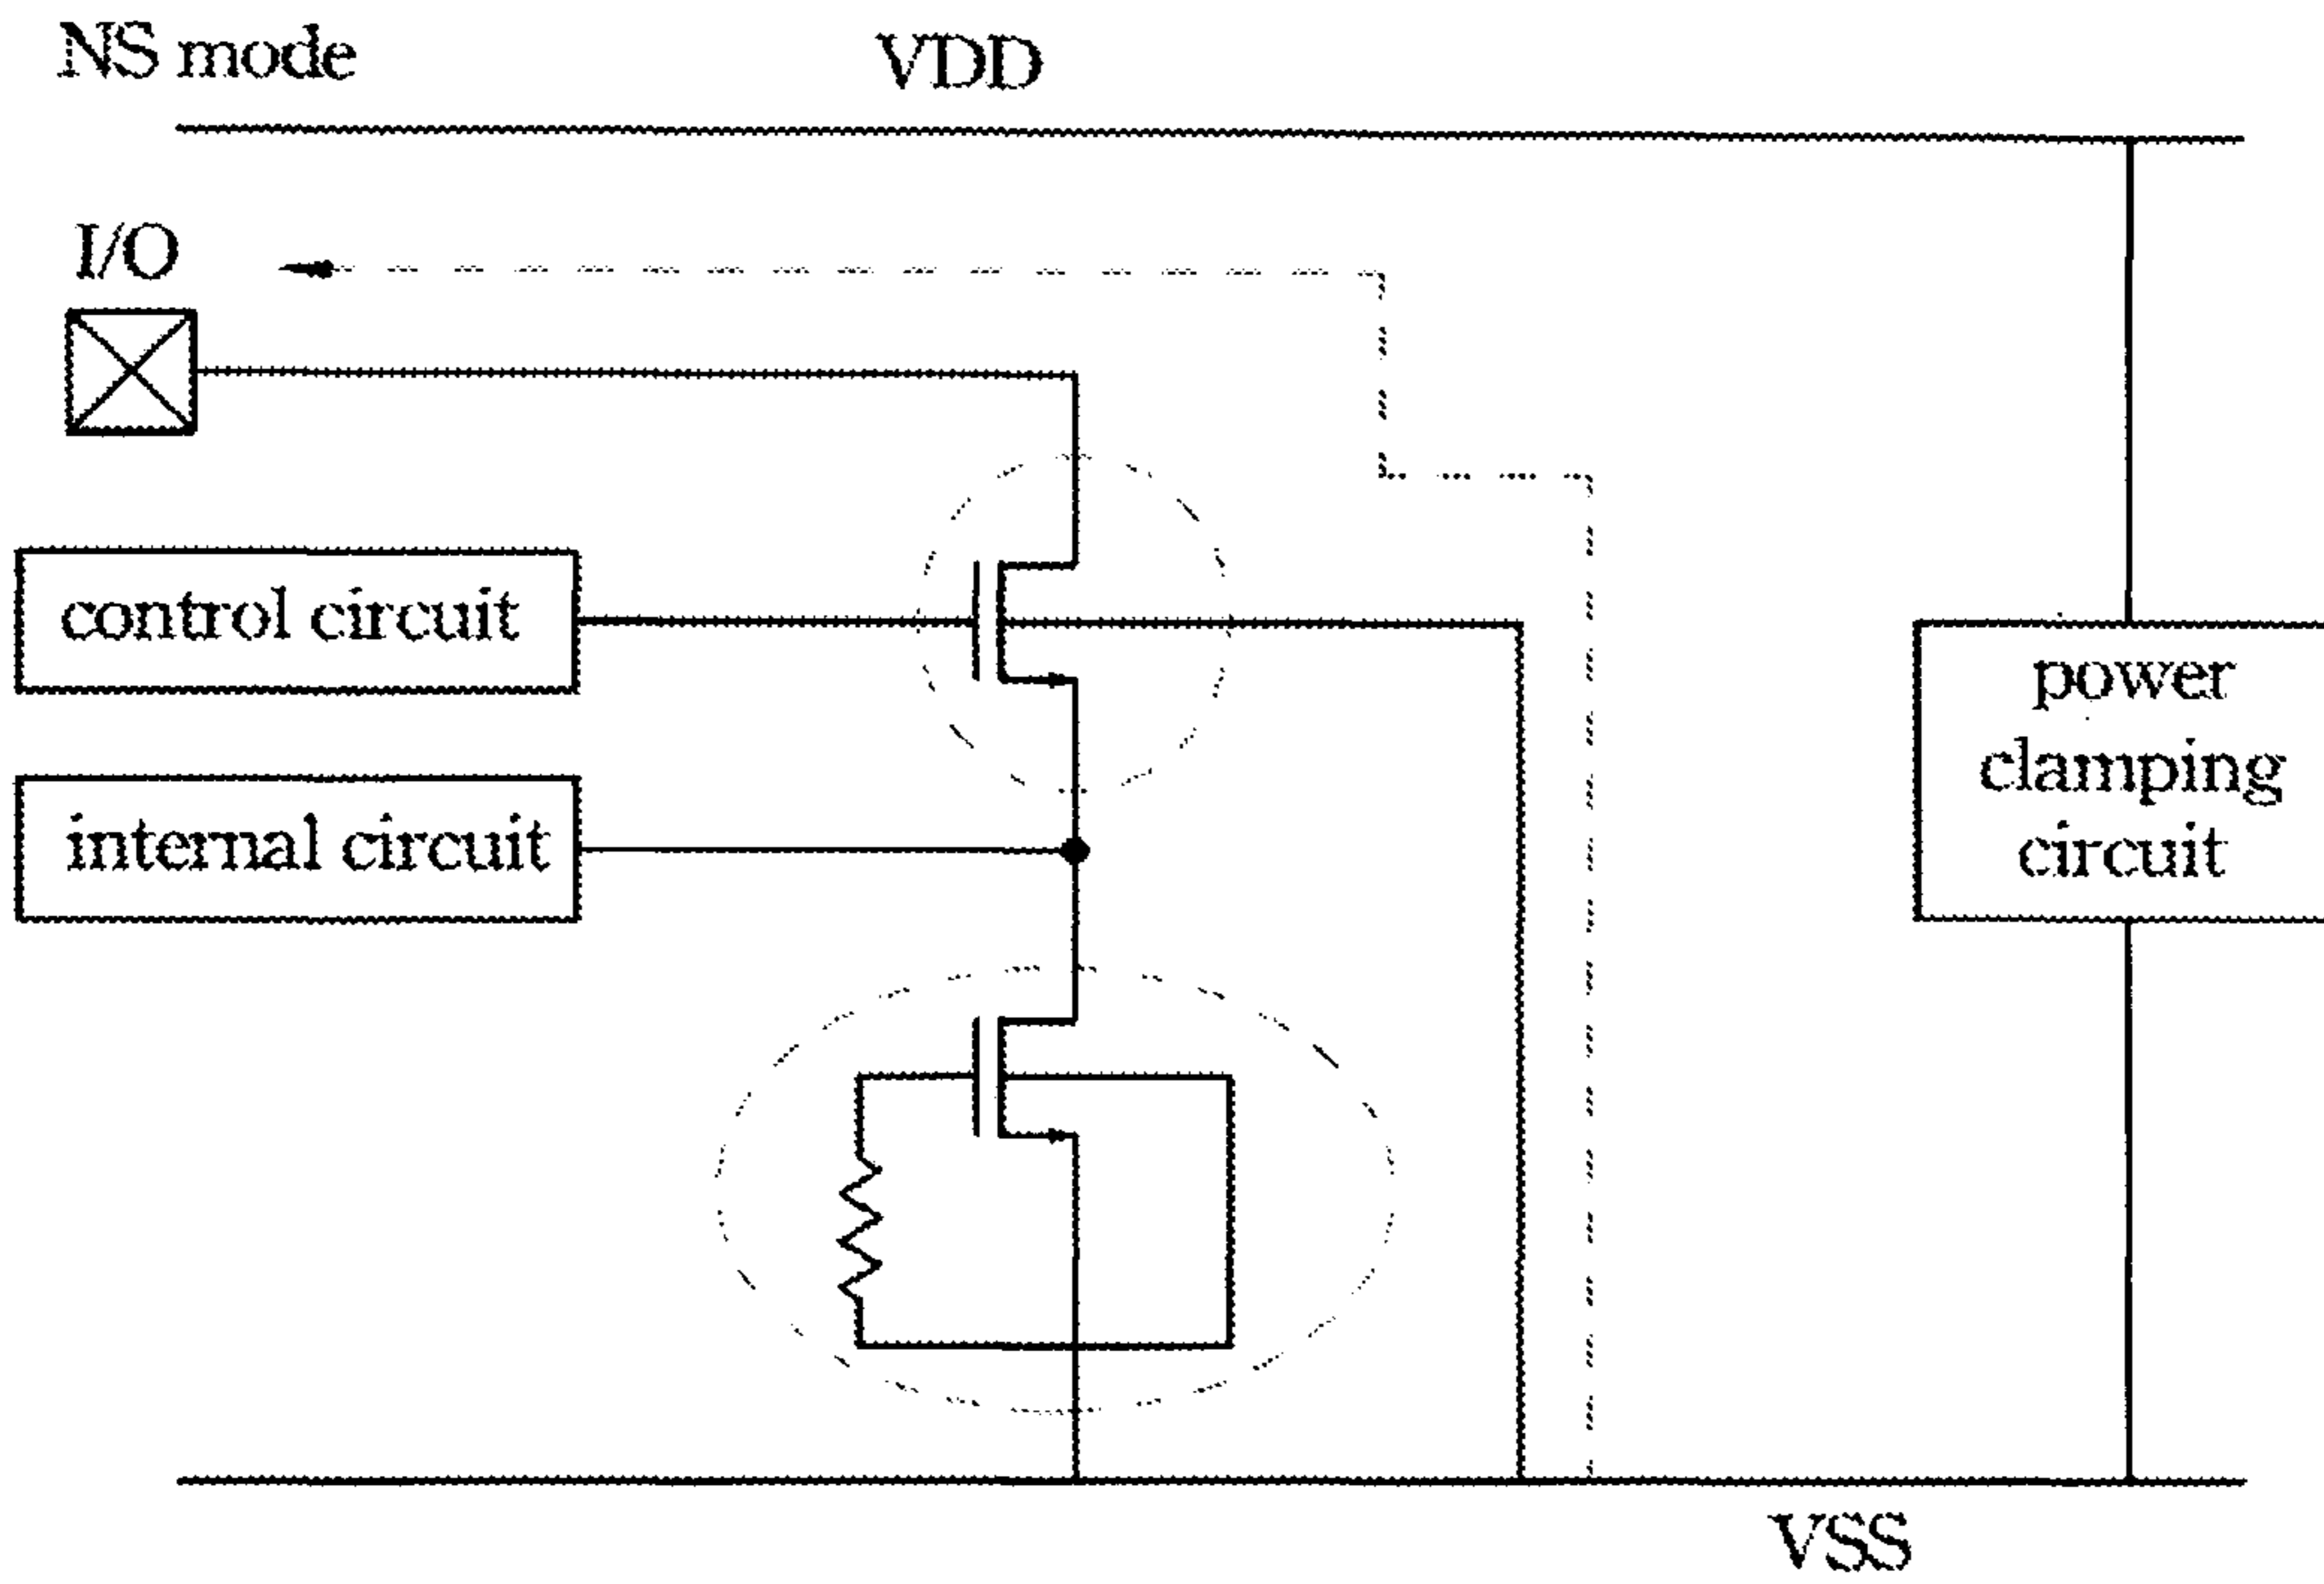 NS mode
VDD
I/O
control circuit
internal circuit
power
clamping
circuit
VSS